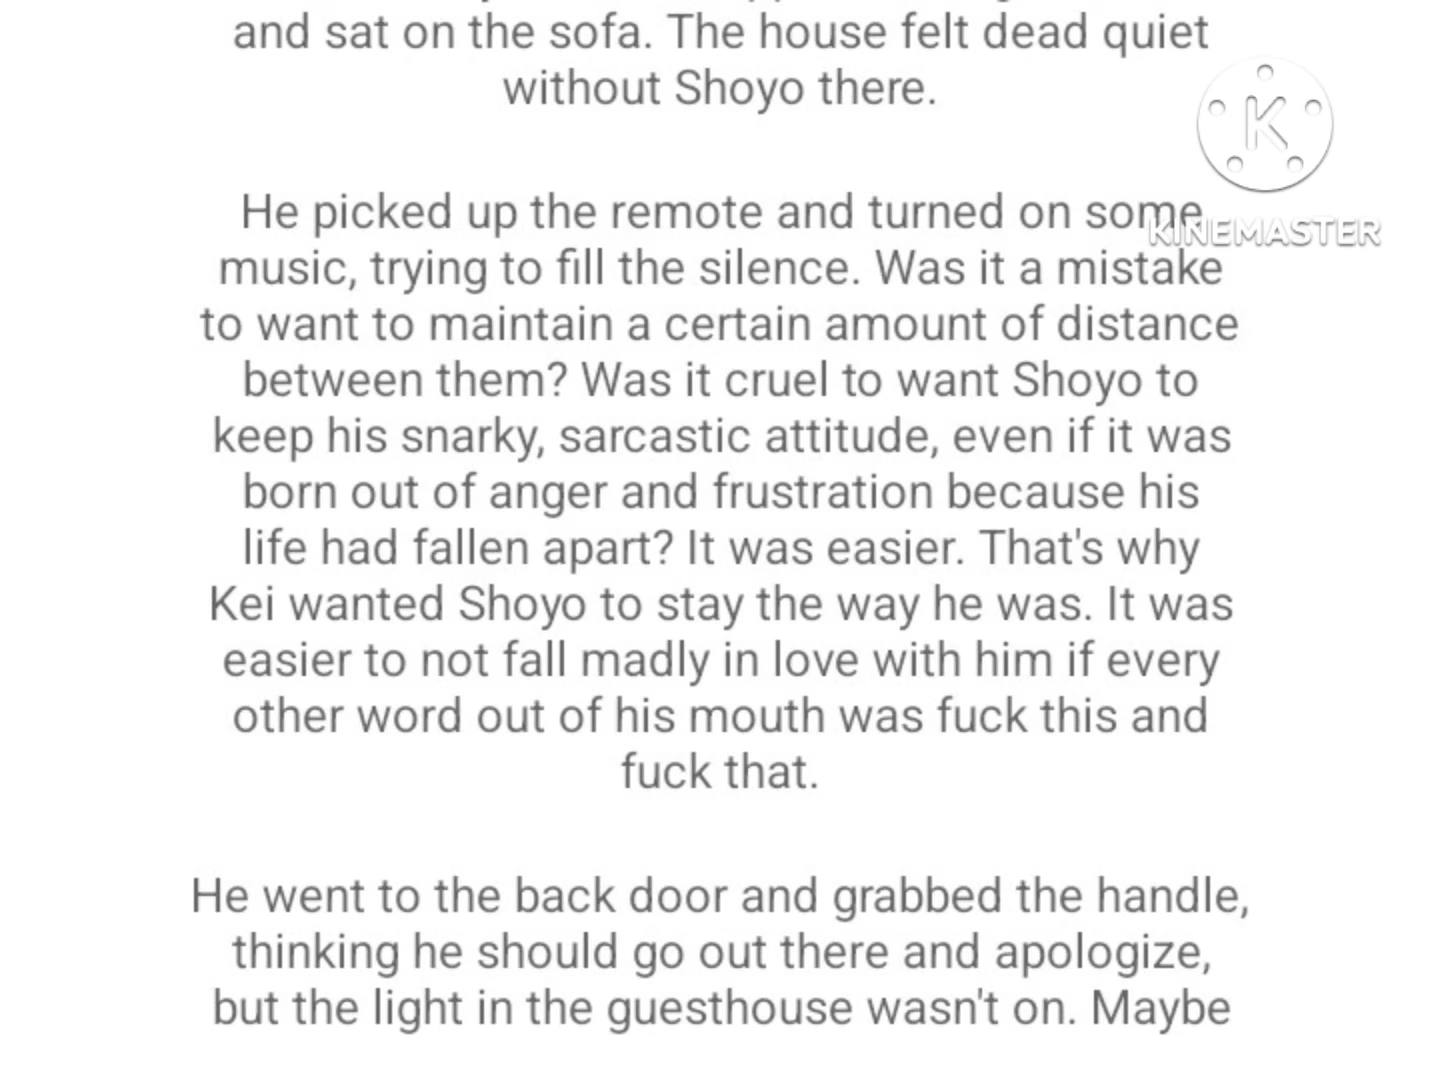 and sat on the sofa. The house felt dead quiet
without Shoyo there.
He picked up the remote and turned on some
music, trying to fill the silence. Was it a mistake
to want to maintain a certain amount of distance
between them? Was it cruel to want Shoyo to
keep his snarky, sarcastic attitude, even if it was
born out of anger and frustration because his
life had fallen apart? It was easier. That's why
Kei wanted Shoyo to stay the way he was. It was
easier to not fall madly in love with him if every
other word out of his mouth was fuck this and
fuck that.
He went to the back door and grabbed the handle,
thinking he should go out there and apologize,
but the light in the guesthouse wasn't on. Maybe
K
KINEMASTER